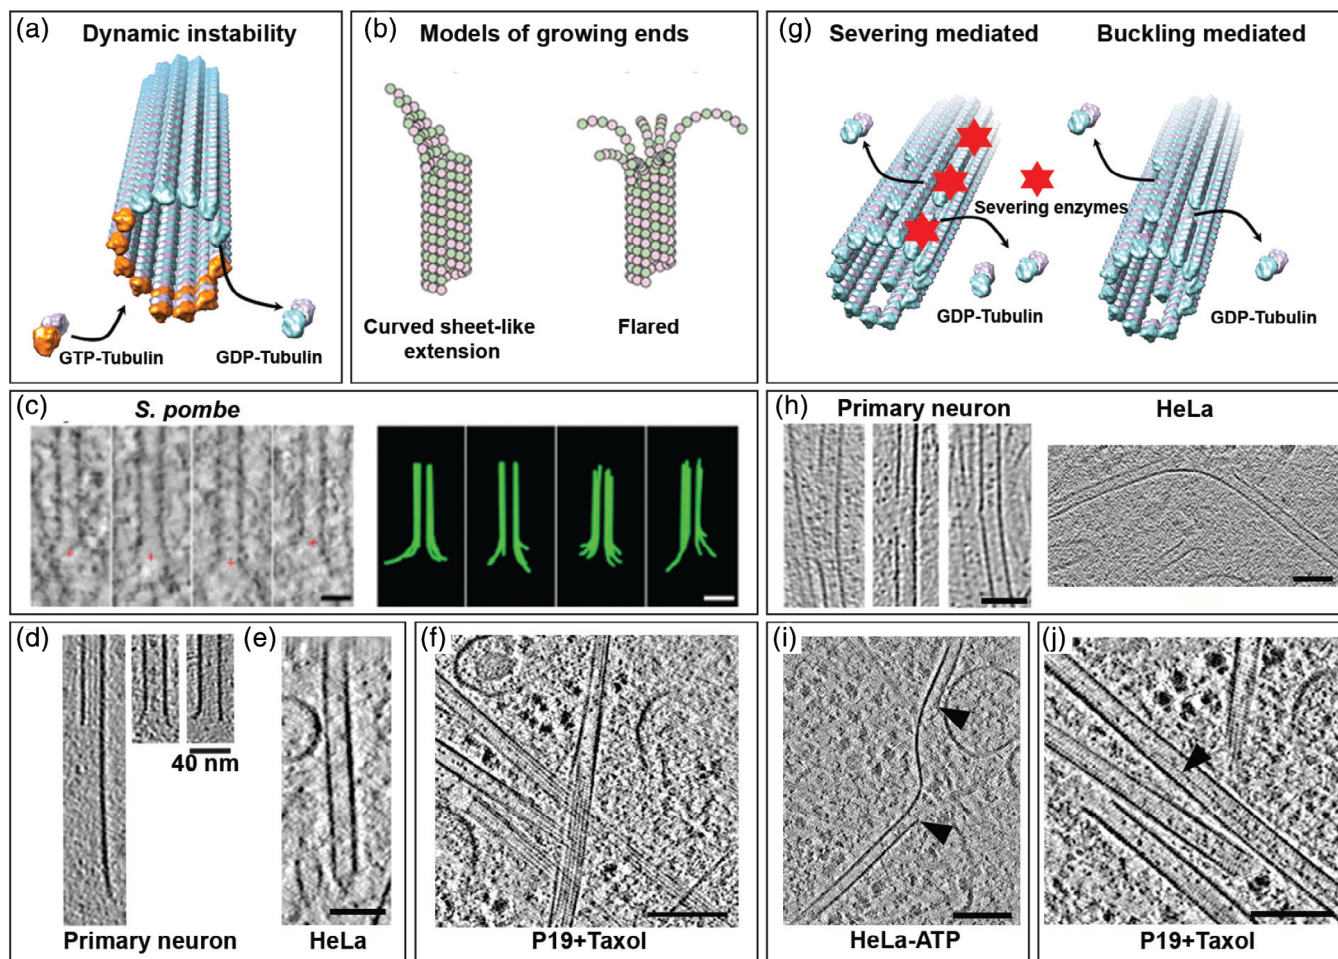 (a)
Dynamic instability
GTP-Tubulin
GDP-Tubulin
(b)
Models of growing ends
Curved sheet-like
extension
Flared
(g)
Severing mediated
Buckling mediated
Severing enzymes
GDP-Tubulin
GDP-Tubulin
(c)
S. pombe
(h)
Primary neuron
HeLa
(d)
40 nm
Primary neuron
(e)
HeLa
(f)
P19+Taxol
(i)
HeLa-ATP
(j)
P19+Taxol